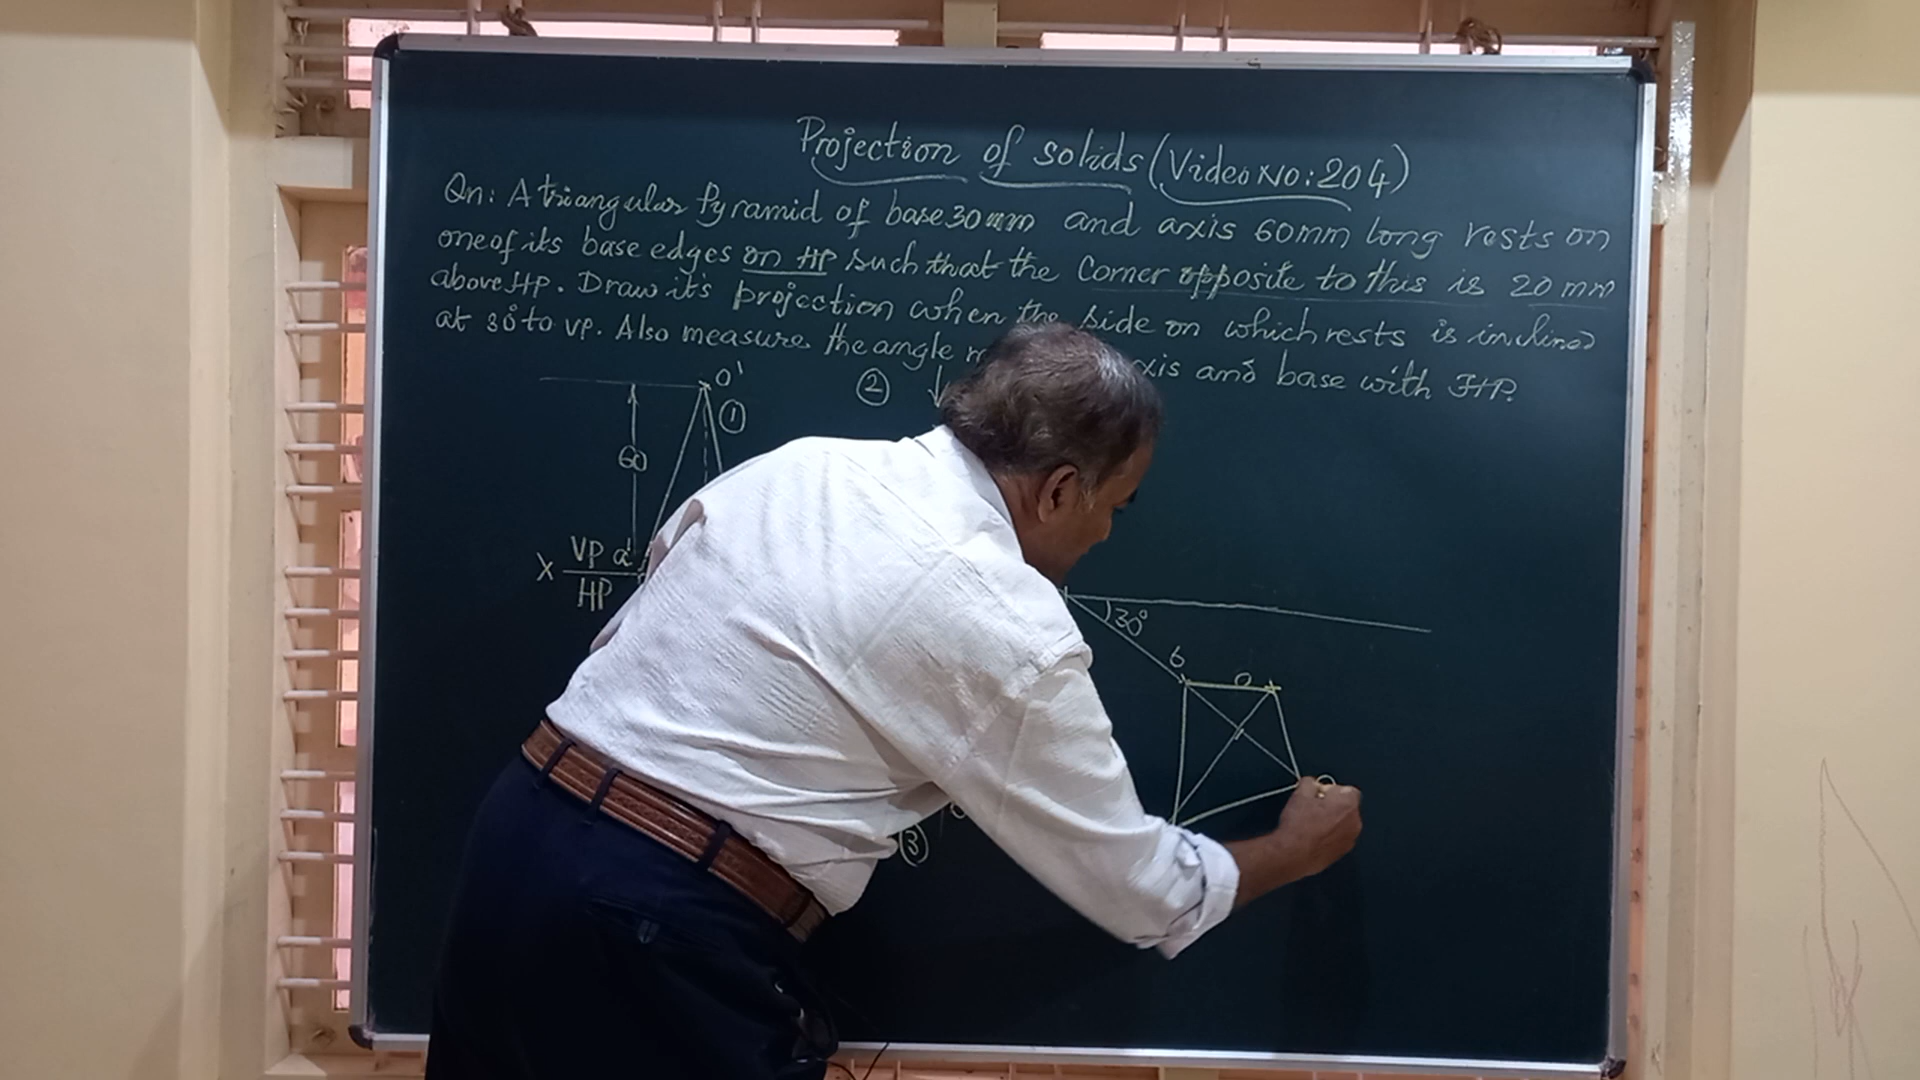 Projection of solids (Video No: 204)
Qn: A triangular Pyramid of base 30mm and axis 60mm long rests on
one of its base edges on HP such that the Corner opposite to this is 20 mm
above HP. Draw its projection when the side on which rests is inclined
at 30° to VP. Also measure the angle axis and base with HP.
o'
①
②
60
X VP a'
HP
30°
b
o
③